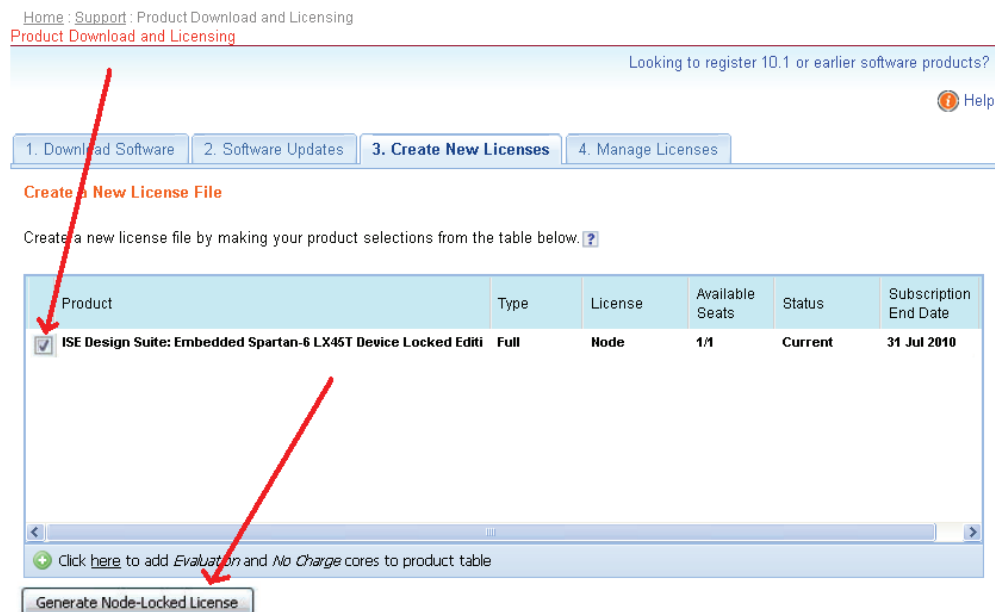 Home : Support : Product Download and Licensing
Product Download and Licensing
Looking to register 10.1 or earlier software products?
Help
1. Download Software 2. Software Updates 3. Create New Licenses 4. Manage Licenses
Create a New License File
Create a new license file by making your product selections from the table below. ?
Product Type License Available Seats Status Subscription End Date
ISE Design Suite: Embedded Spartan-6 LX45T Device Locked Editi Full Node 1/1 Current 31 Jul 2010
Click here to add Evaluation and No Charge cores to product table
Generate Node-Locked License